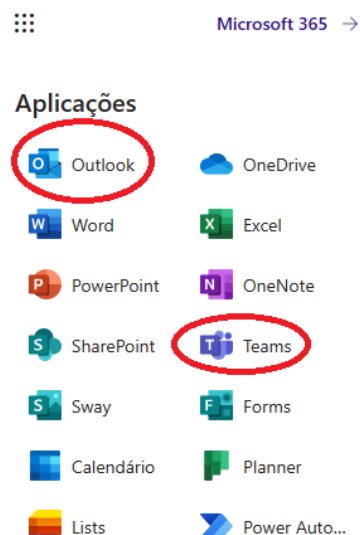 Microsoft 365 →
Aplicações
Outlook OneDrive
Word Excel
PowerPoint OneNote
SharePoint Teams
Sway Forms
Calendário Planner
Lists Power Auto...